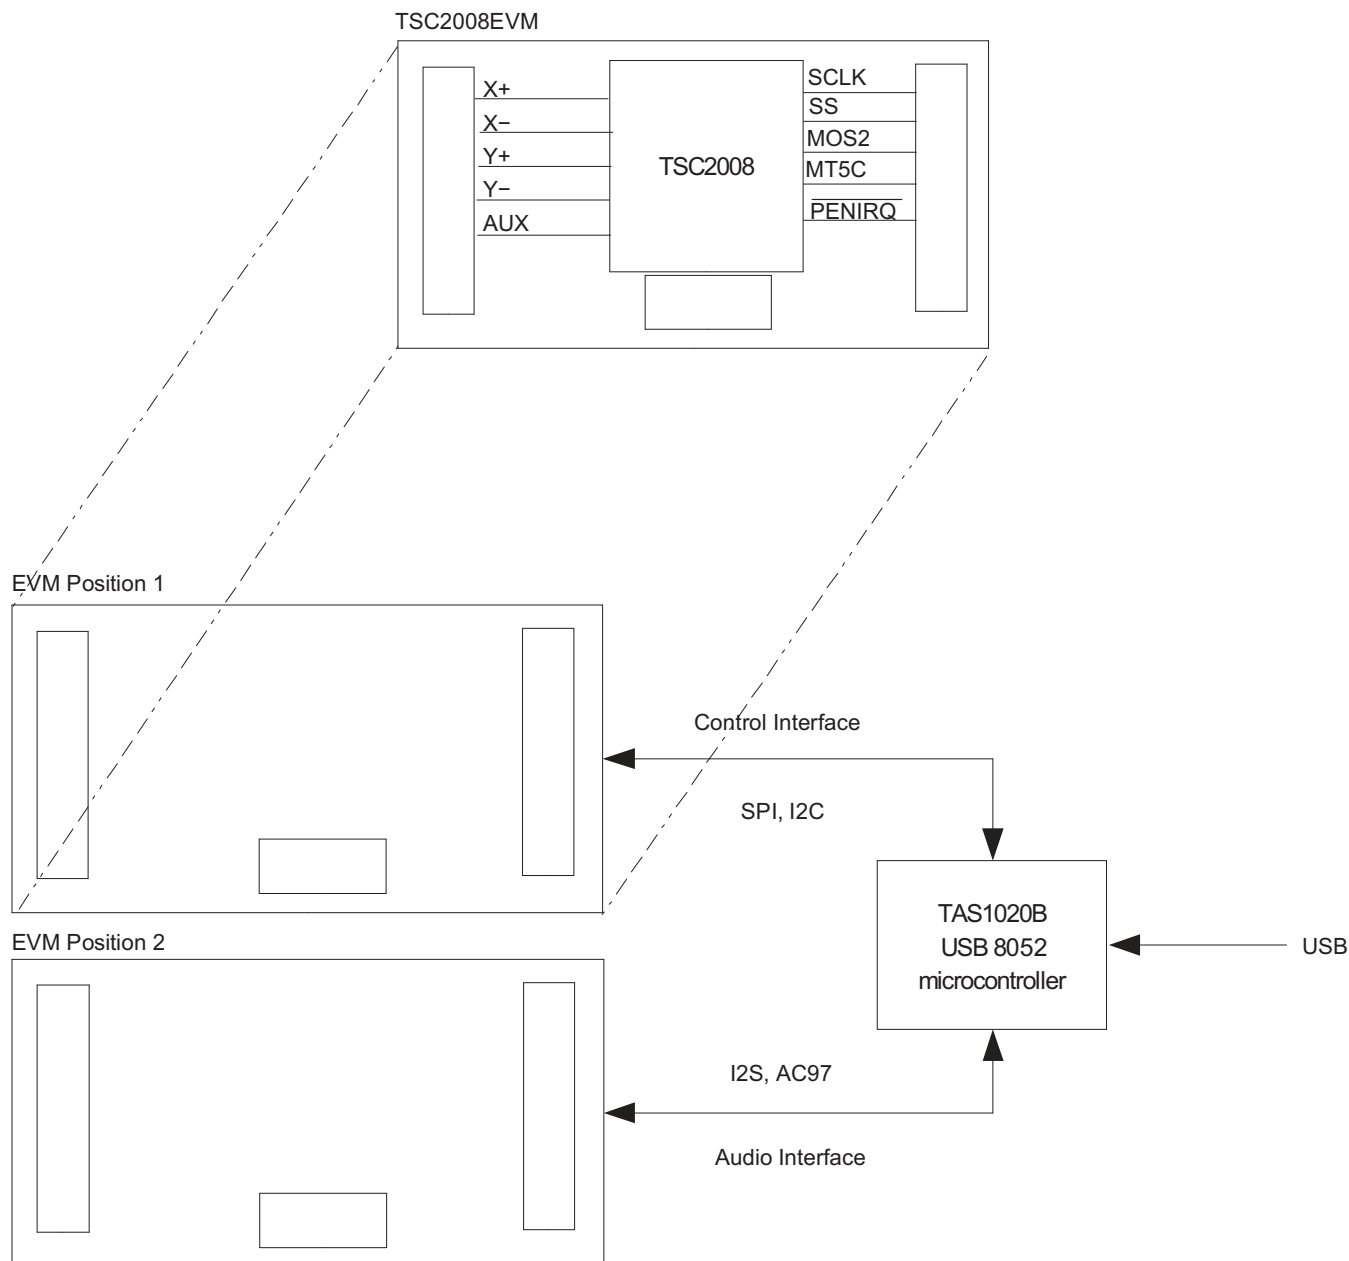 TSC2008EVM
X+
X−
Y+
Y−
AUX
TSC2008
SCLK
SS
MOS2
MT5C
PENIRQ
EVM Position 1
Control Interface
SPI, I2C
TAS1020B
USB 8052
microcontroller
USB
EVM Position 2
I2S, AC97
Audio Interface